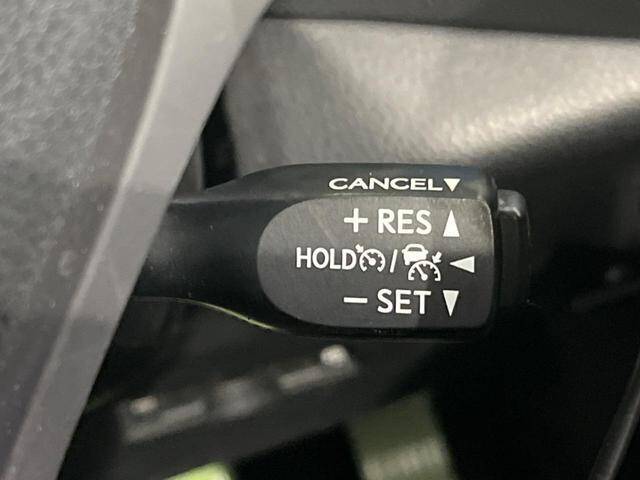 CANCEL▼
+ RES ▲
HOLD / ◀
− SET ▼